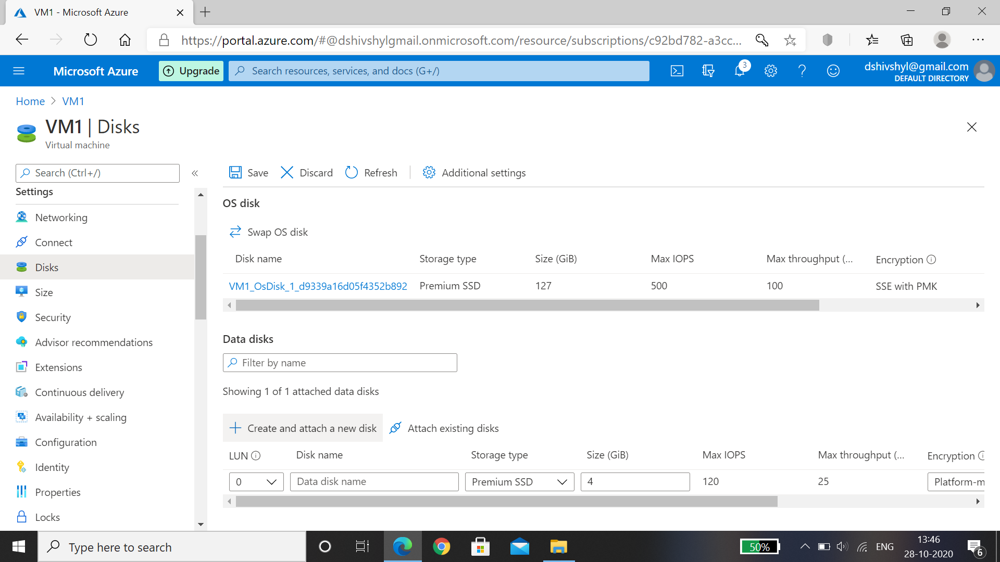 VM1 - Microsoft Azure
https://portal.azure.com/#@dshivshylgmail.onmicrosoft.com/resource/subscriptions/c92bd782-a3cc...
Microsoft Azure
Upgrade
Search resources, services, and docs (G+/)
3
dshivshyl@gmail.com
DEFAULT DIRECTORY
Home > VM1
VM1 | Disks
Virtual machine
Search (Ctrl+/)
«
Save
Discard
Refresh
Additional settings
Settings
Networking
Connect
Disks
Size
Security
Advisor recommendations
Extensions
Continuous delivery
Availability + scaling
Configuration
Identity
Properties
Locks
OS disk
Swap OS disk
Disk name Storage type Size (GiB) Max IOPS Max throughput (... Encryption
VM1_OsDisk_1_d9339a16d05f4352b892 Premium SSD 127 500 100 SSE with PMK
Data disks
Filter by name
Showing 1 of 1 attached data disks
Create and attach a new disk
Attach existing disks
LUN Disk name Storage type Size (GiB) Max IOPS Max throughput (... Encryption
0 Data disk name Premium SSD 4 120 25 Platform-m
Type here to search
50%
ENG
13:46
28-10-2020
6